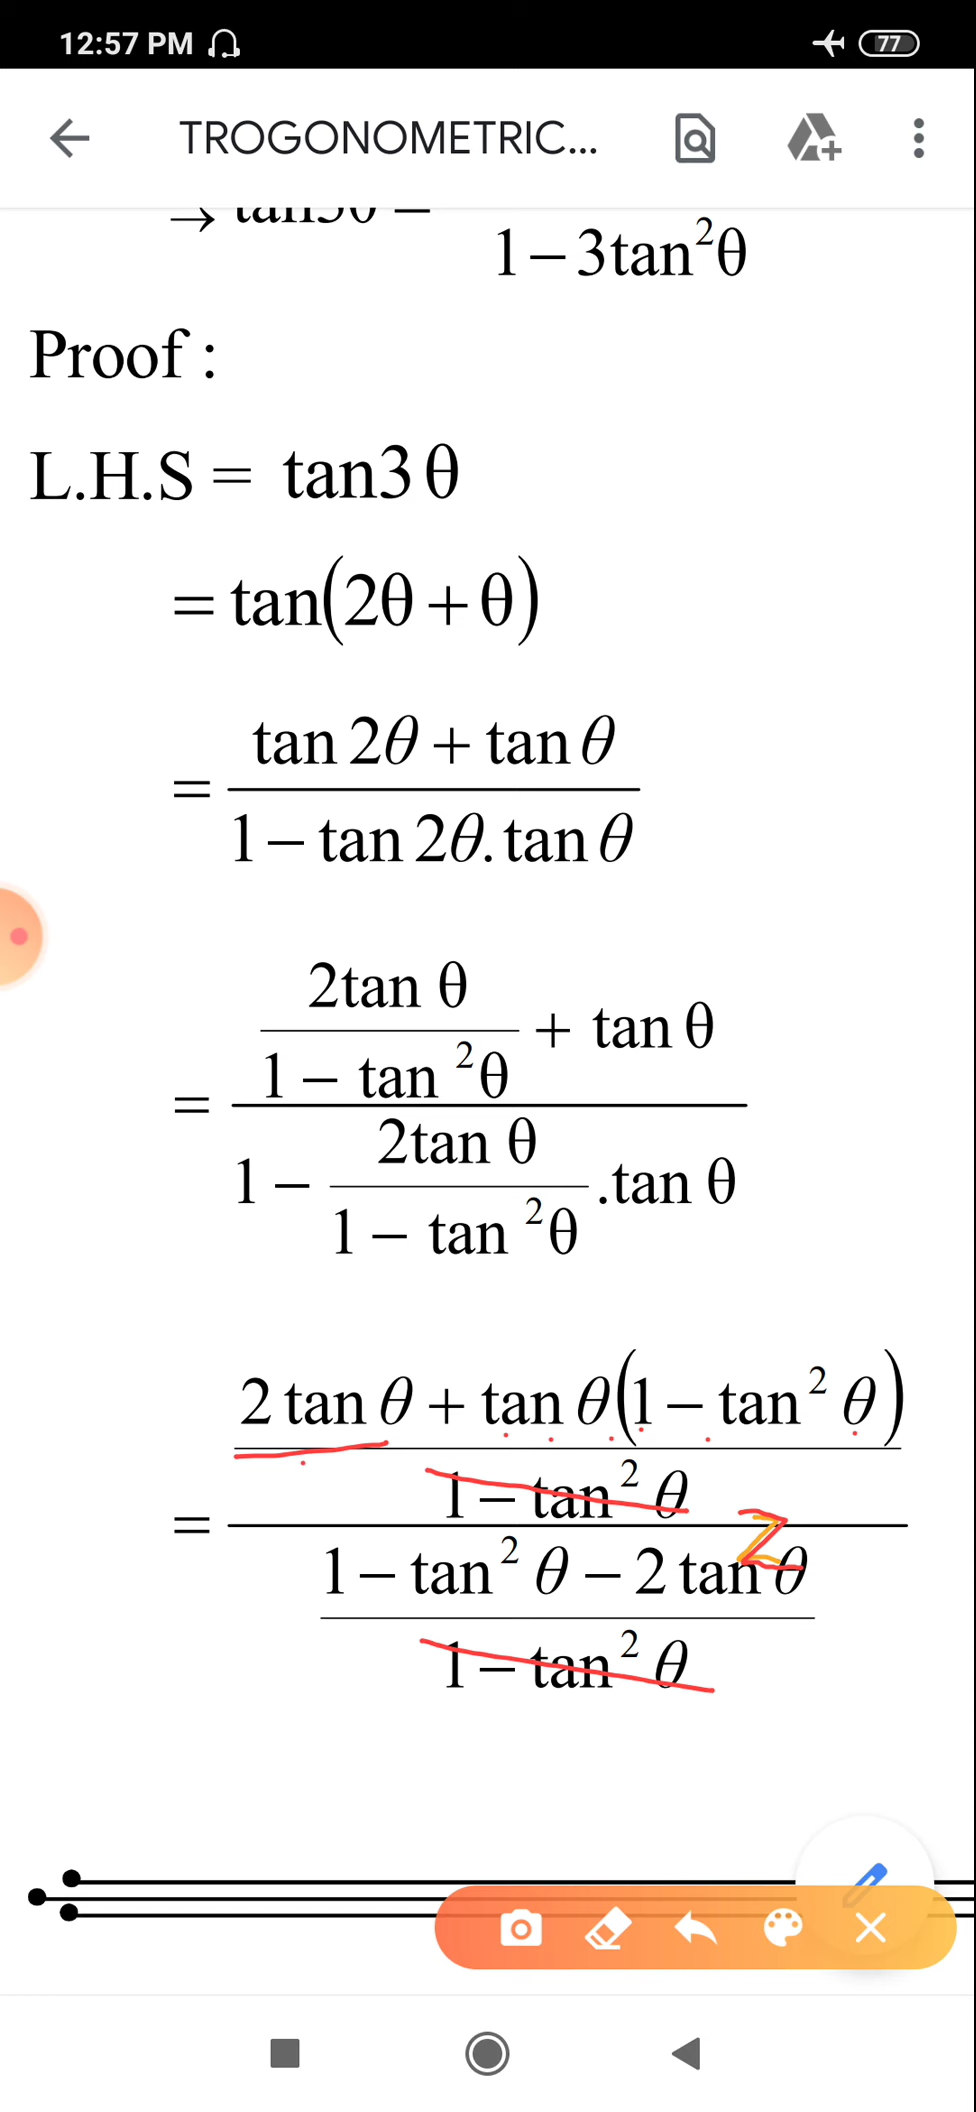 12:57 PM 77
TROGONOMETRIC...
→ tan3θ =
1 – 3tan²θ
Proof :
L.H.S = tan3θ
= tan(2θ + θ)
tan 2θ + tan θ
=
1 – tan 2θ. tan θ
2tan θ
+ tan θ
1 – tan ²θ
=
2tan θ
1 – .tan θ
1 – tan ²θ
2 tan θ + tan θ(1 – tan² θ)
1 – tan² θ
=
2
1 – tan² θ – 2 tan θ
1 – tan² θ